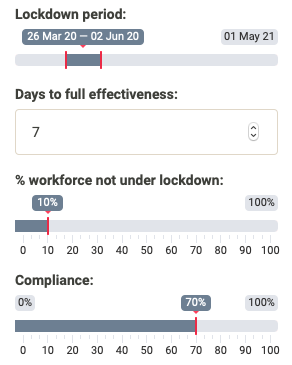 Lockdown period:
26 Mar 20 — 02 Jun 20 01 May 21
Days to full effectiveness:
7
% workforce not under lockdown:
10% 100%
0 10 20 30 40 50 60 70 80 90 100
Compliance:
0% 70% 100%
0 10 20 30 40 50 60 70 80 90 100